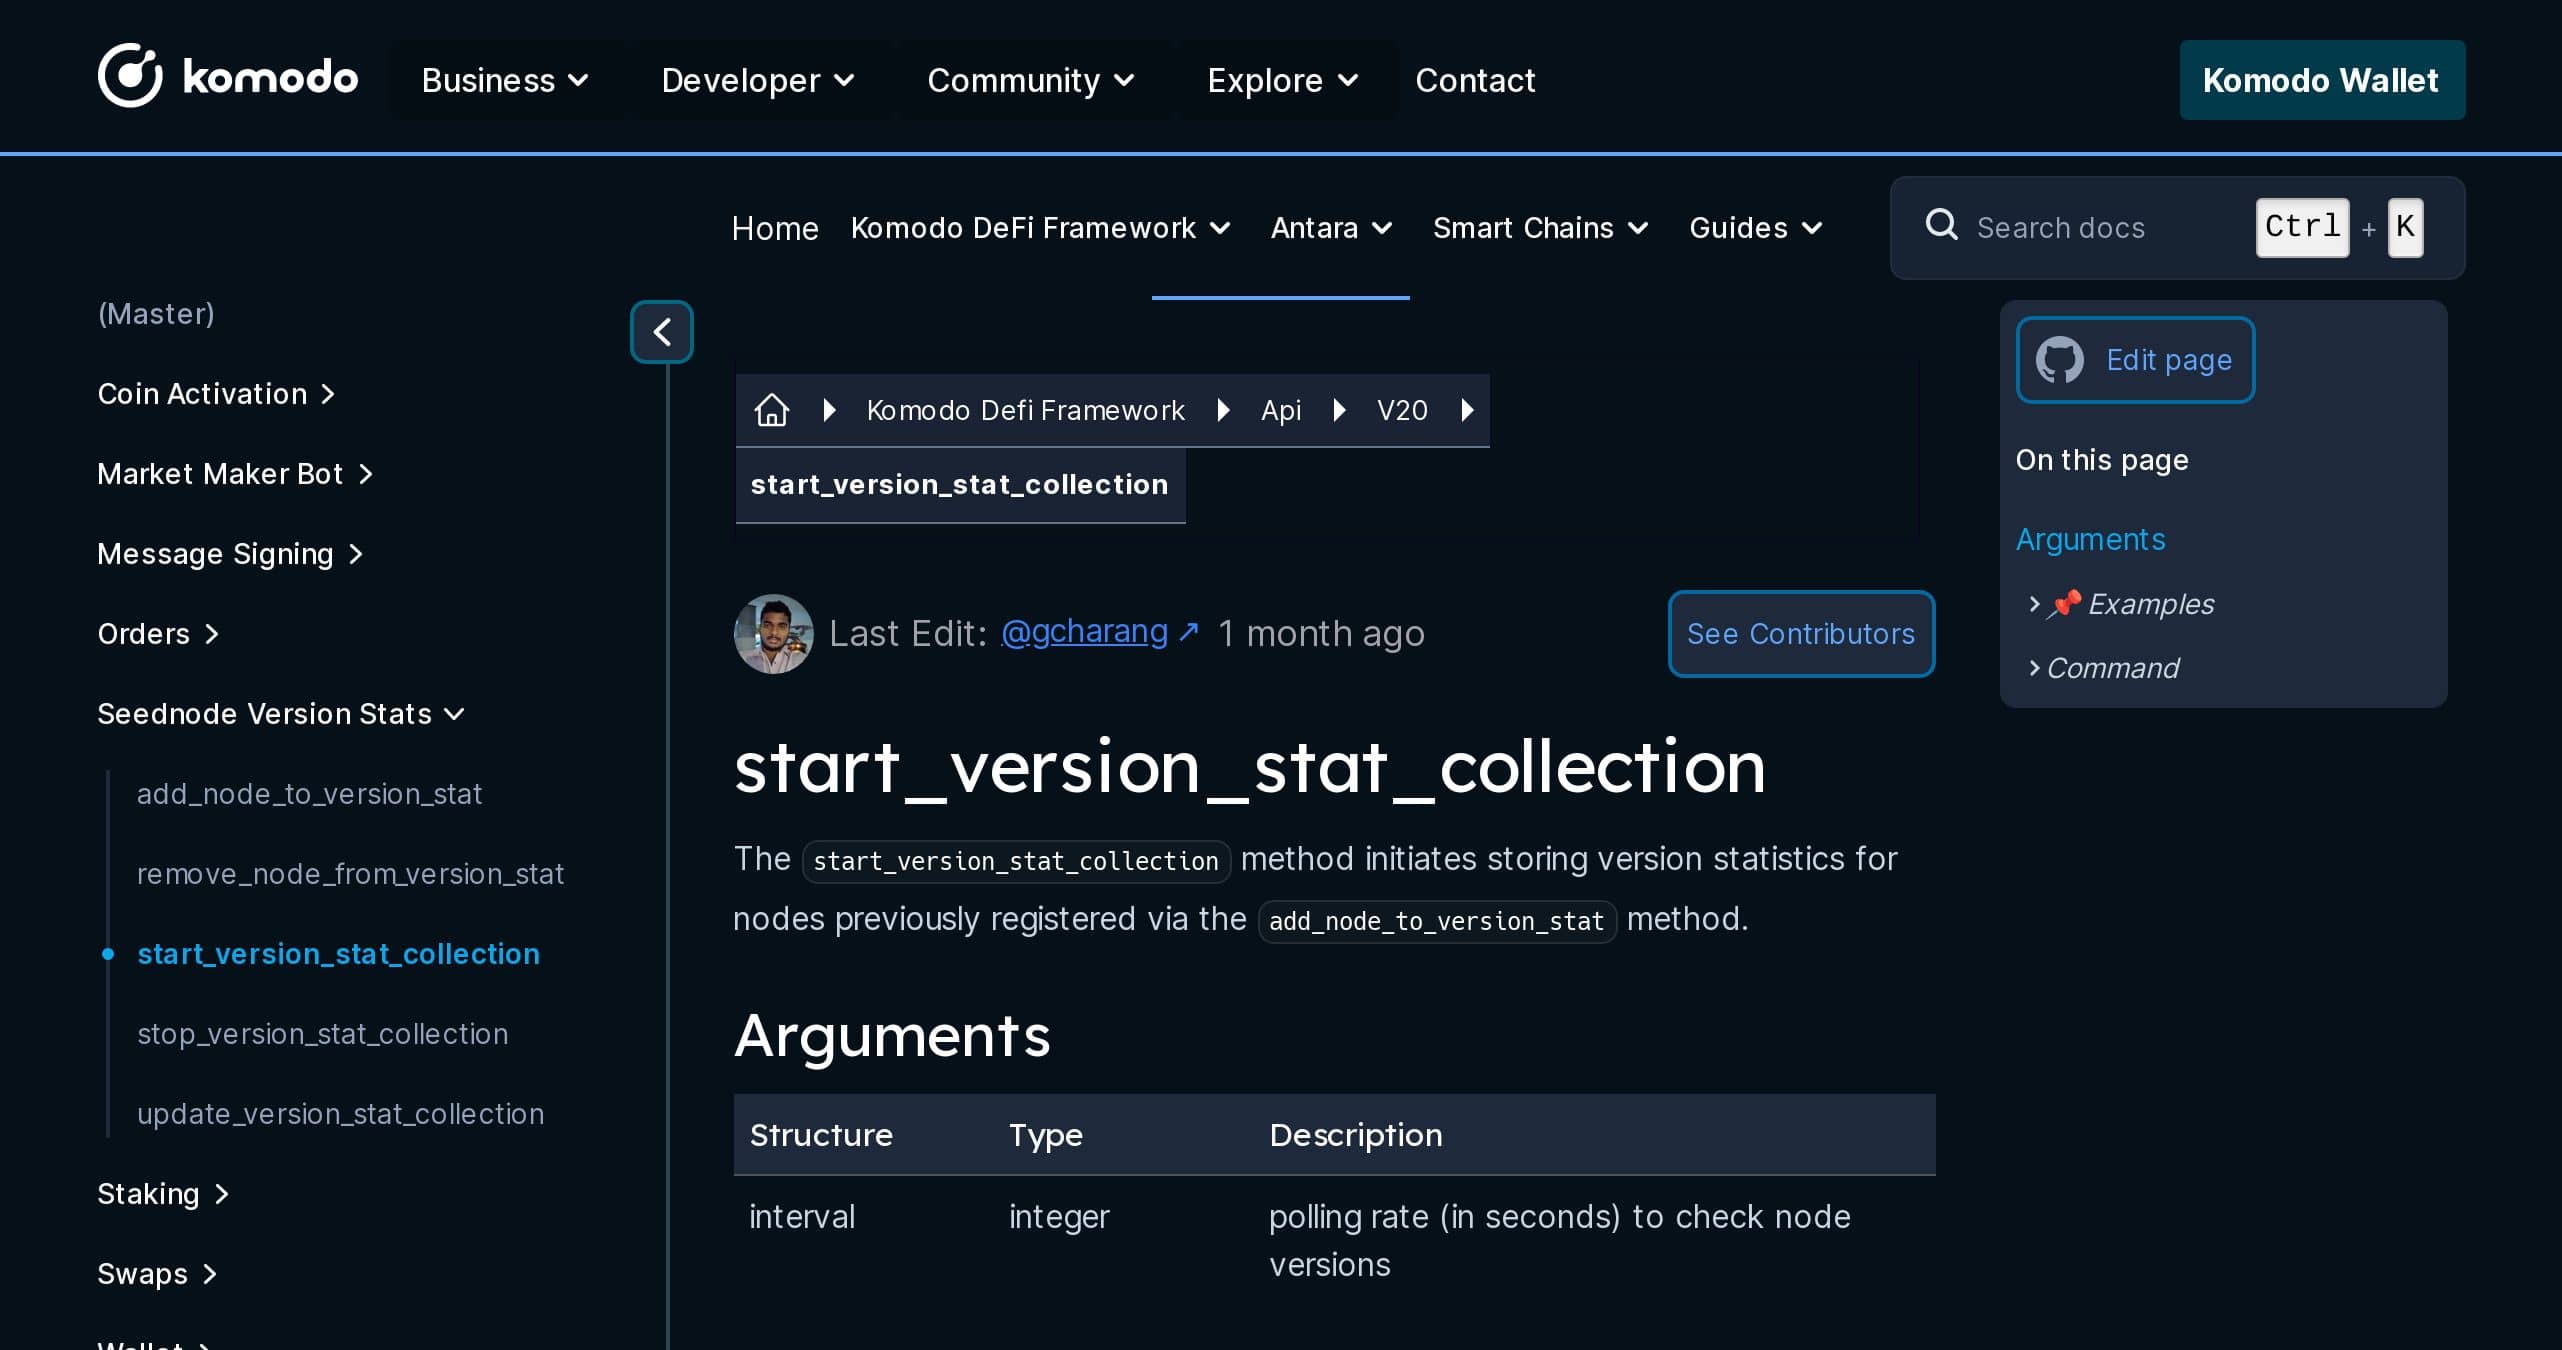 komodo Business Developer Community Explore Contact Komodo Wallet
Home Komodo DeFi Framework Antara Smart Chains Guides Search docs Ctrl + K
(Master)
Coin Activation
Market Maker Bot
Message Signing
Orders
Seednode Version Stats
add_node_to_version_stat
remove_node_from_version_stat
start_version_stat_collection
stop_version_stat_collection
update_version_stat_collection
Staking
Swaps
Wallet
Komodo Defi Framework Api V20
start_version_stat_collection
Last Edit: @gcharang ↗ 1 month ago See Contributors
start_version_stat_collection
The start_version_stat_collection method initiates storing version statistics for
nodes previously registered via the add_node_to_version_stat method.
Arguments
Structure Type Description
interval integer polling rate (in seconds) to check node
versions
Edit page
On this page
Arguments
📌 Examples
Command